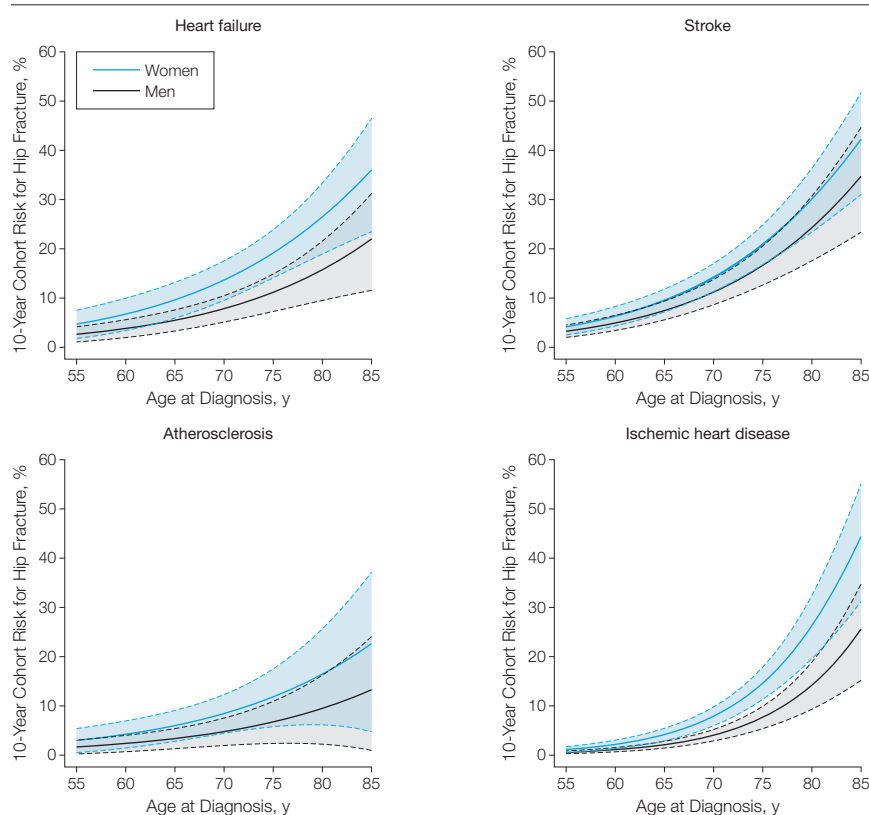 Heart failure
10-Year Cohort Risk for Hip Fracture, %
60
50
40
30
20
10
0
Women
Men
55 60 65 70 75 80 85
Age at Diagnosis, y
Stroke
10-Year Cohort Risk for Hip Fracture, %
60
50
40
30
20
10
0
55 60 65 70 75 80 85
Age at Diagnosis, y
Atherosclerosis
10-Year Cohort Risk for Hip Fracture, %
60
50
40
30
20
10
0
55 60 65 70 75 80 85
Age at Diagnosis, y
Ischemic heart disease
10-Year Cohort Risk for Hip Fracture, %
60
50
40
30
20
10
0
55 60 65 70 75 80 85
Age at Diagnosis, y